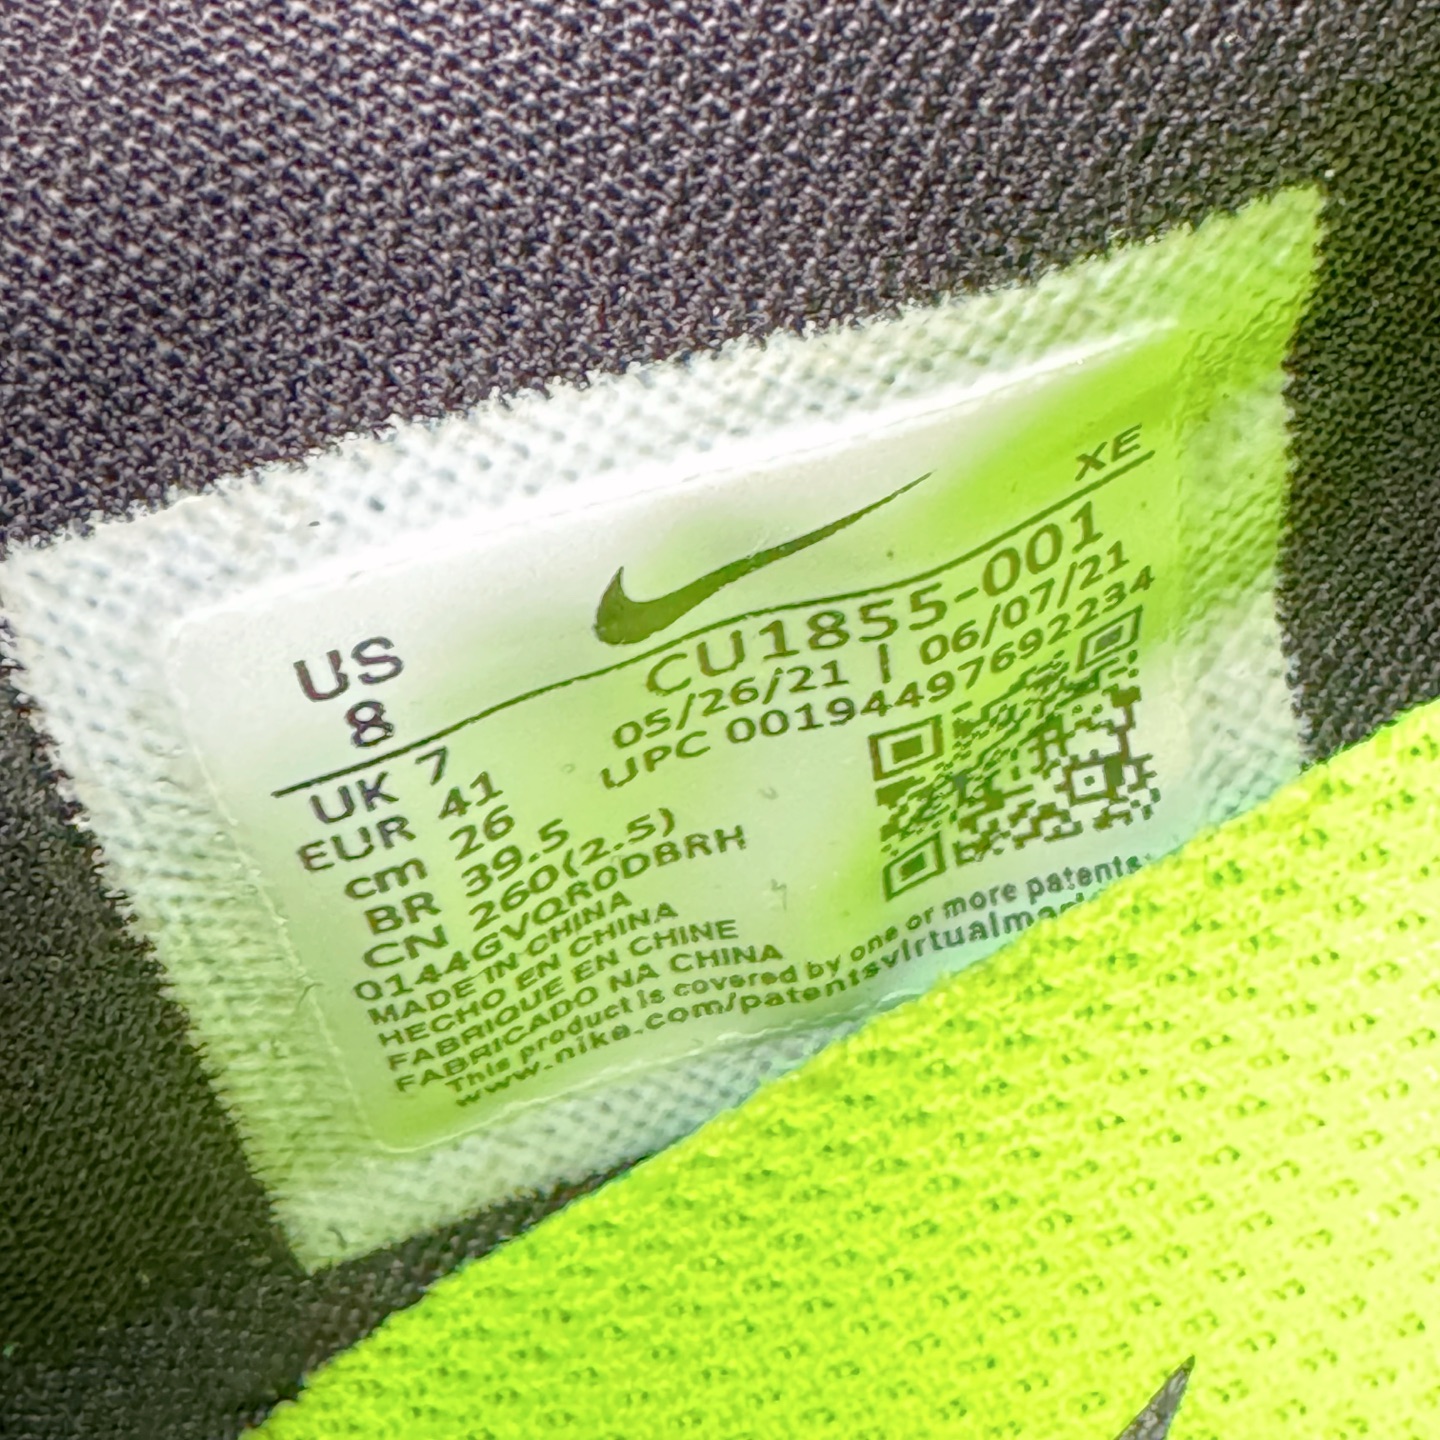 XE
US
8
CU1855-001
05/26/21 | 06/07/21
UPC 00194497692234
UK 7
EUR 41
cm 26
BR 39.5
CN 260(2.5)
0144GVQR0DBRH
MADE IN CHINA
HECHO EN CHINA
FABRIQUE EN CHINE
FABRICADO NA CHINA
This product is covered by one or more patents.
www.nike.com/patentsvirtualmar